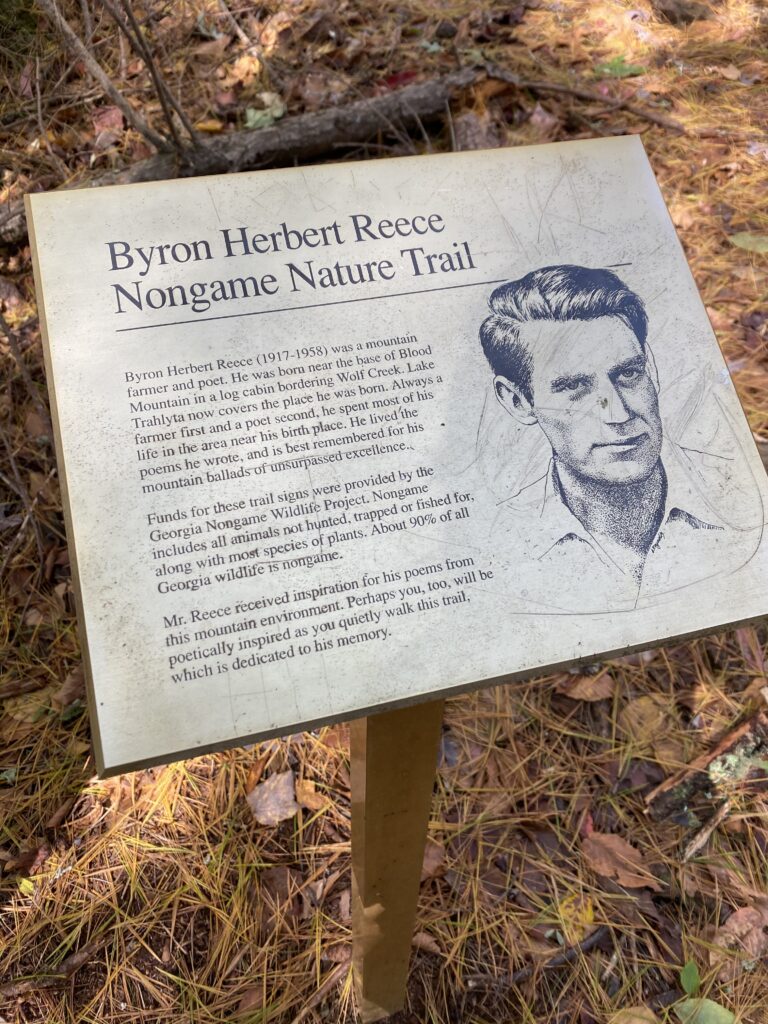 Byron Herbert Reece
Nongame Nature Trail
Byron Herbert Reece (1917-1958) was a mountain
farmer and poet. He was born near the base of Blood
Mountain in a log cabin bordering Wolf Creek. Lake
Trahlyta now covers the place he was born. Always a
farmer first and a poet second, he spent most of his
life in the area near his birth place. He lived the
poems he wrote, and is best remembered for his
mountain ballads of unsurpassed excellence.
Funds for these trail signs were provided by the
Georgia Nongame Wildlife Project. Nongame
includes all animals not hunted, trapped or fished for,
along with most species of plants. About 90% of all
Georgia wildlife is nongame.
Mr. Reece received inspiration for his poems from
this mountain environment. Perhaps you, too, will be
poetically inspired as you quietly walk this trail,
which is dedicated to his memory.